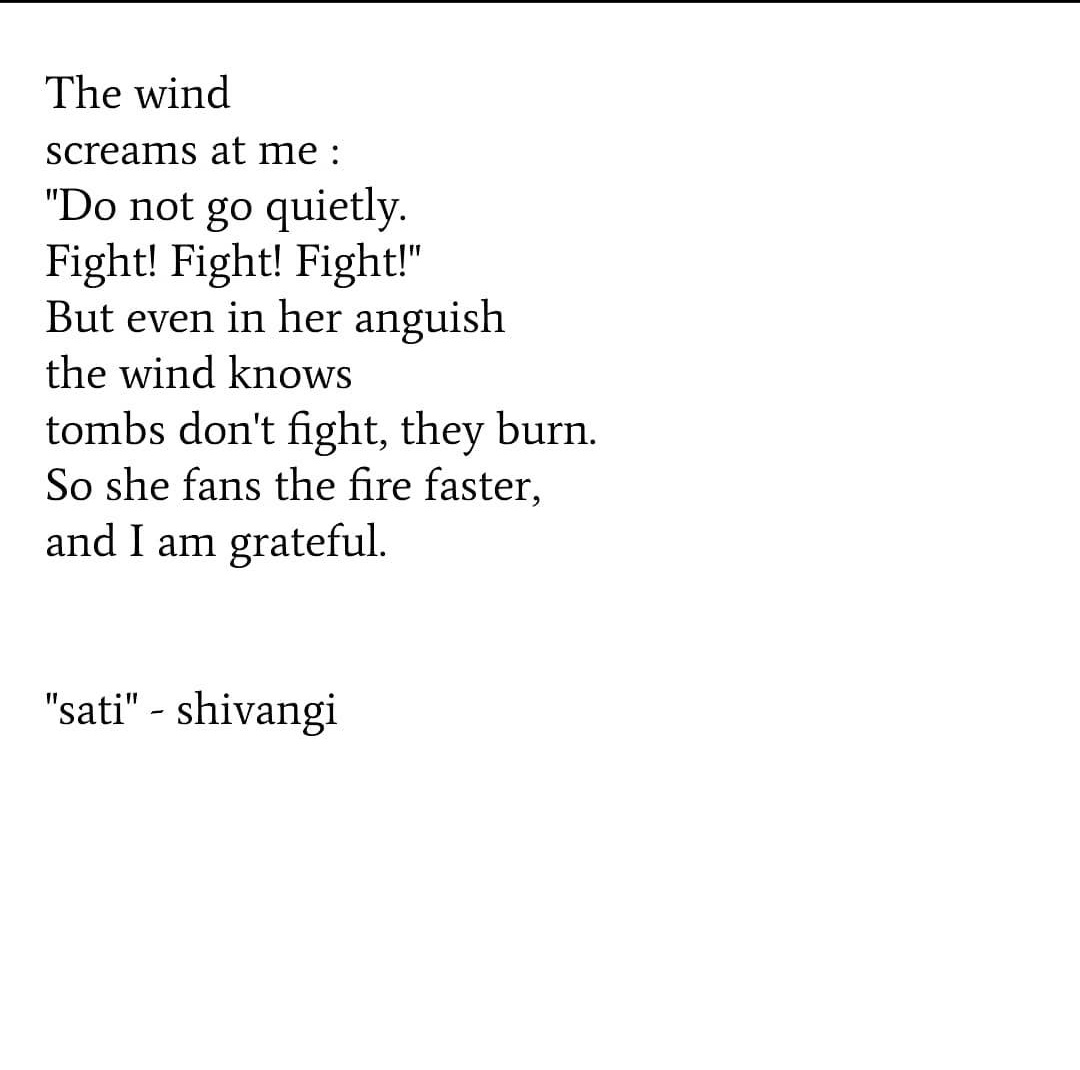 The wind
screams at me :
"Do not go quietly.
Fight! Fight! Fight!"
But even in her anguish
the wind knows
tombs don't fight, they burn.
So she fans the fire faster,
and I am grateful.
"sati" - shivangi